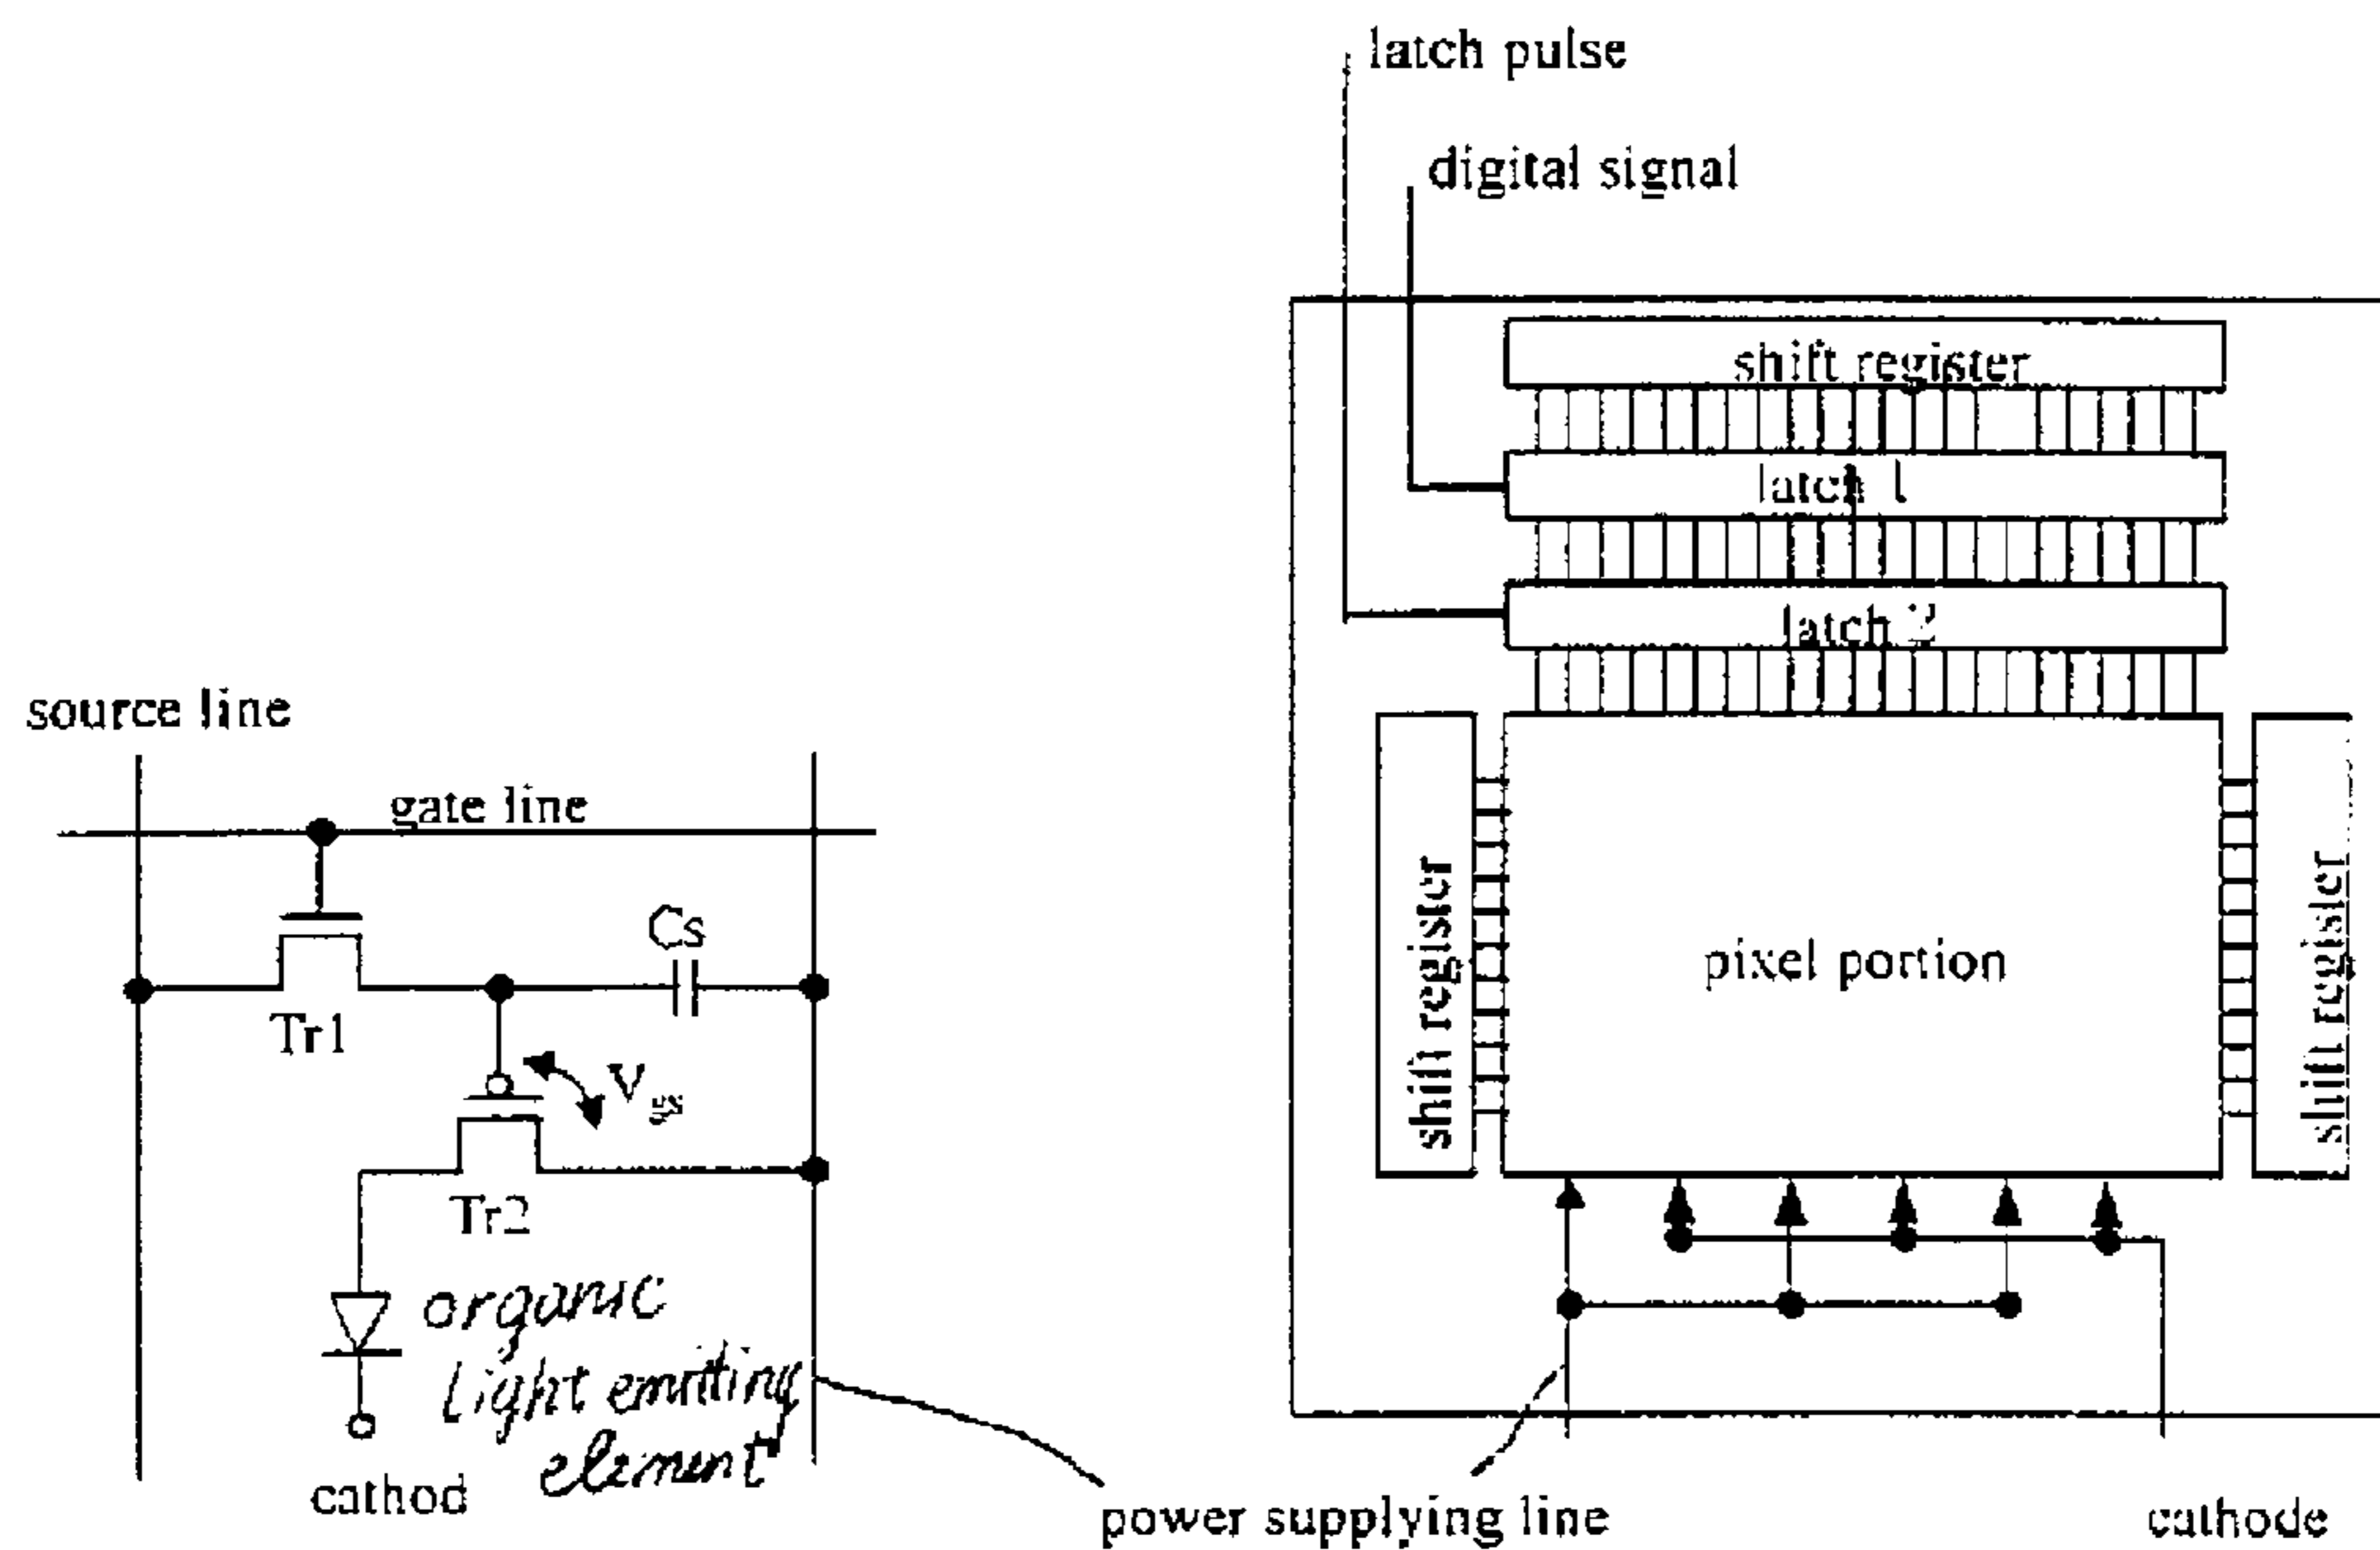 latch pulse
digital signal
shift register
latch 1
latch 2
source line
gate line
Cs
Tr1
Vgs
Tr2
shift register
pixel portion
shift register
organic
light emitting
element
cathod
power supplying line
cathode